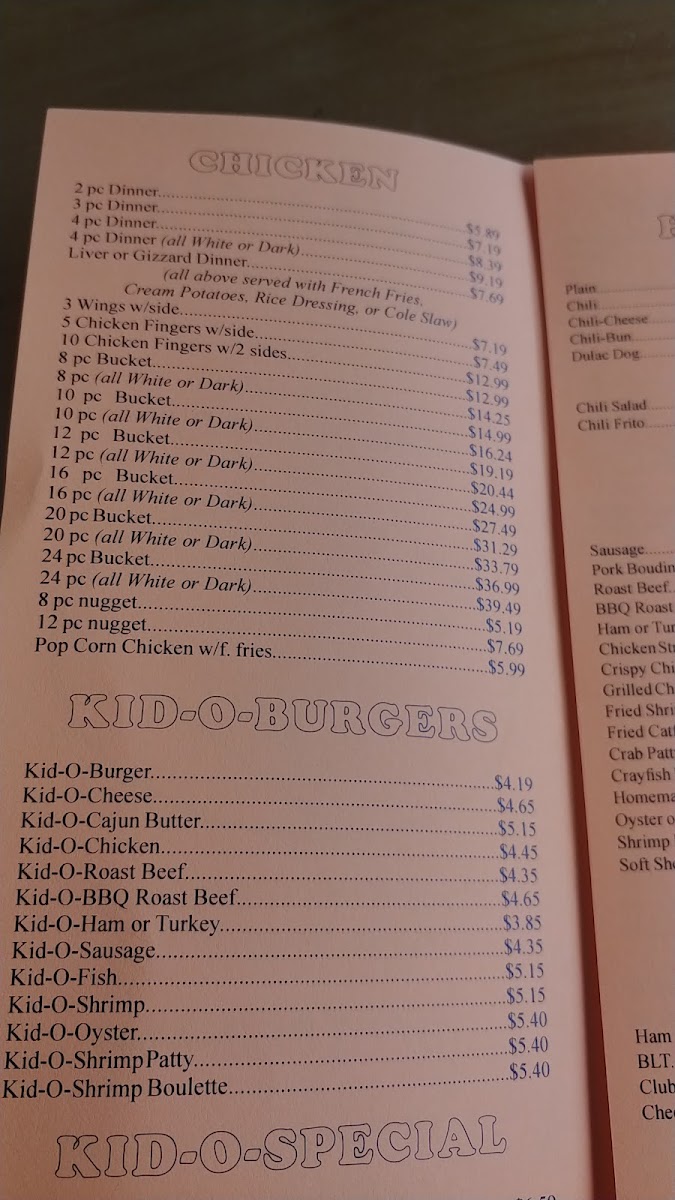 CHICKEN
2 pc Dinner........$5.89
3 pc Dinner........$7.19
4 pc Dinner........$8.39
4 pc Dinner (all White or Dark)........$9.19
Liver or Gizzard Dinner........$7.69
(all above served with French Fries,
Cream Potatoes, Rice Dressing, or Cole Slaw)
3 Wings w/side........$7.19
5 Chicken Fingers w/side........$7.49
10 Chicken Fingers w/2 sides........$12.99
8 pc Bucket........$12.99
8 pc (all White or Dark)........$14.25
10 pc Bucket........$14.99
10 pc (all White or Dark)........$16.24
12 pc Bucket........$19.19
12 pc (all White or Dark)........$20.44
16 pc Bucket........$24.99
16 pc (all White or Dark)........$27.49
20 pc Bucket........$31.29
20 pc (all White or Dark)........$33.79
24 pc Bucket........$36.99
24 pc (all White or Dark)........$39.49
8 pc nugget........$5.19
12 pc nugget........$7.69
Pop Corn Chicken w/f. fries........$5.99
KID-O-BURGERS
Kid-O-Burger........$4.19
Kid-O-Cheese........$4.65
Kid-O-Cajun Butter........$5.15
Kid-O-Chicken........$4.45
Kid-O-Roast Beef........$4.35
Kid-O-BBQ Roast Beef........$4.65
Kid-O-Ham or Turkey........$3.85
Kid-O-Sausage........$4.35
Kid-O-Fish........$5.15
Kid-O-Shrimp........$5.15
Kid-O-Oyster........$5.40
Kid-O-Shrimp Patty........$5.40
Kid-O-Shrimp Boulette........$5.40
KID-O-SPECIAL
Plain
Chili
Chili-Cheese
Chili-Bun
Dulac Dog
Chili Salad
Chili Frito
Sausage
Pork Boudin
Roast Beef
BBQ Roast
Ham or Tur
Chicken Str
Crispy Chi
Grilled Ch
Fried Shri
Fried Catf
Crab Patt
Crayfish
Homema
Oyster o
Shrimp
Soft She
Ham
BLT
Club
Chee